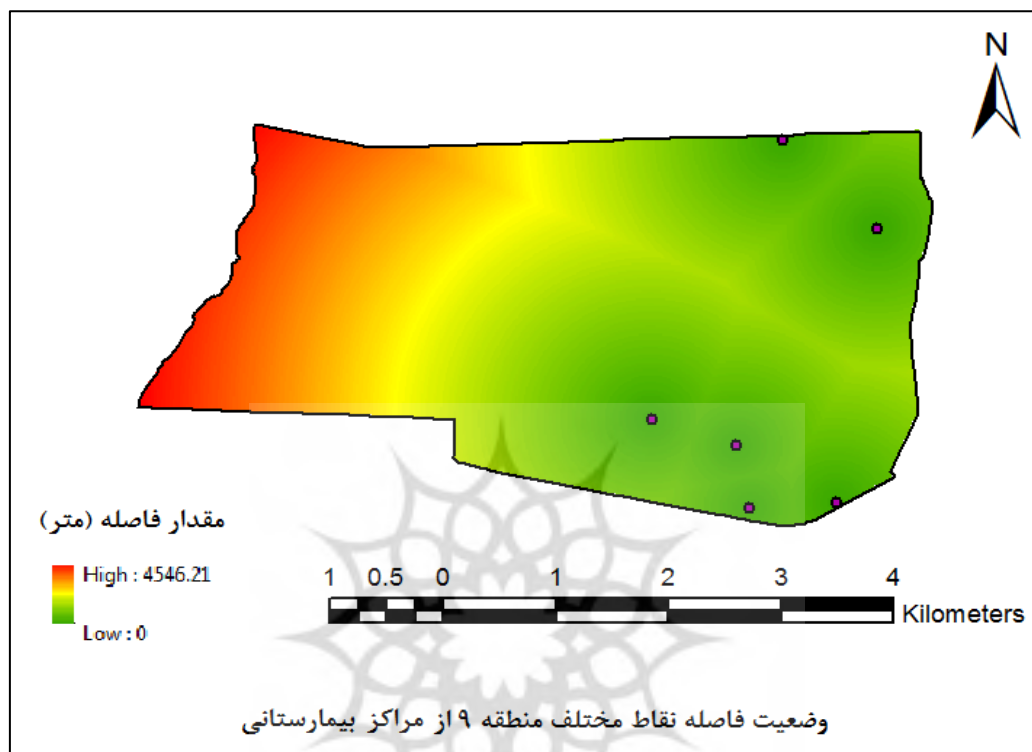 N
مقدار فاصله (متر)
High : 4546.21
Low : 0
1 0.5 0 1 2 3 4
Kilometers
وضعیت فاصله نقاط مختلف منطقه ۹ از مراکز بیمارستانی